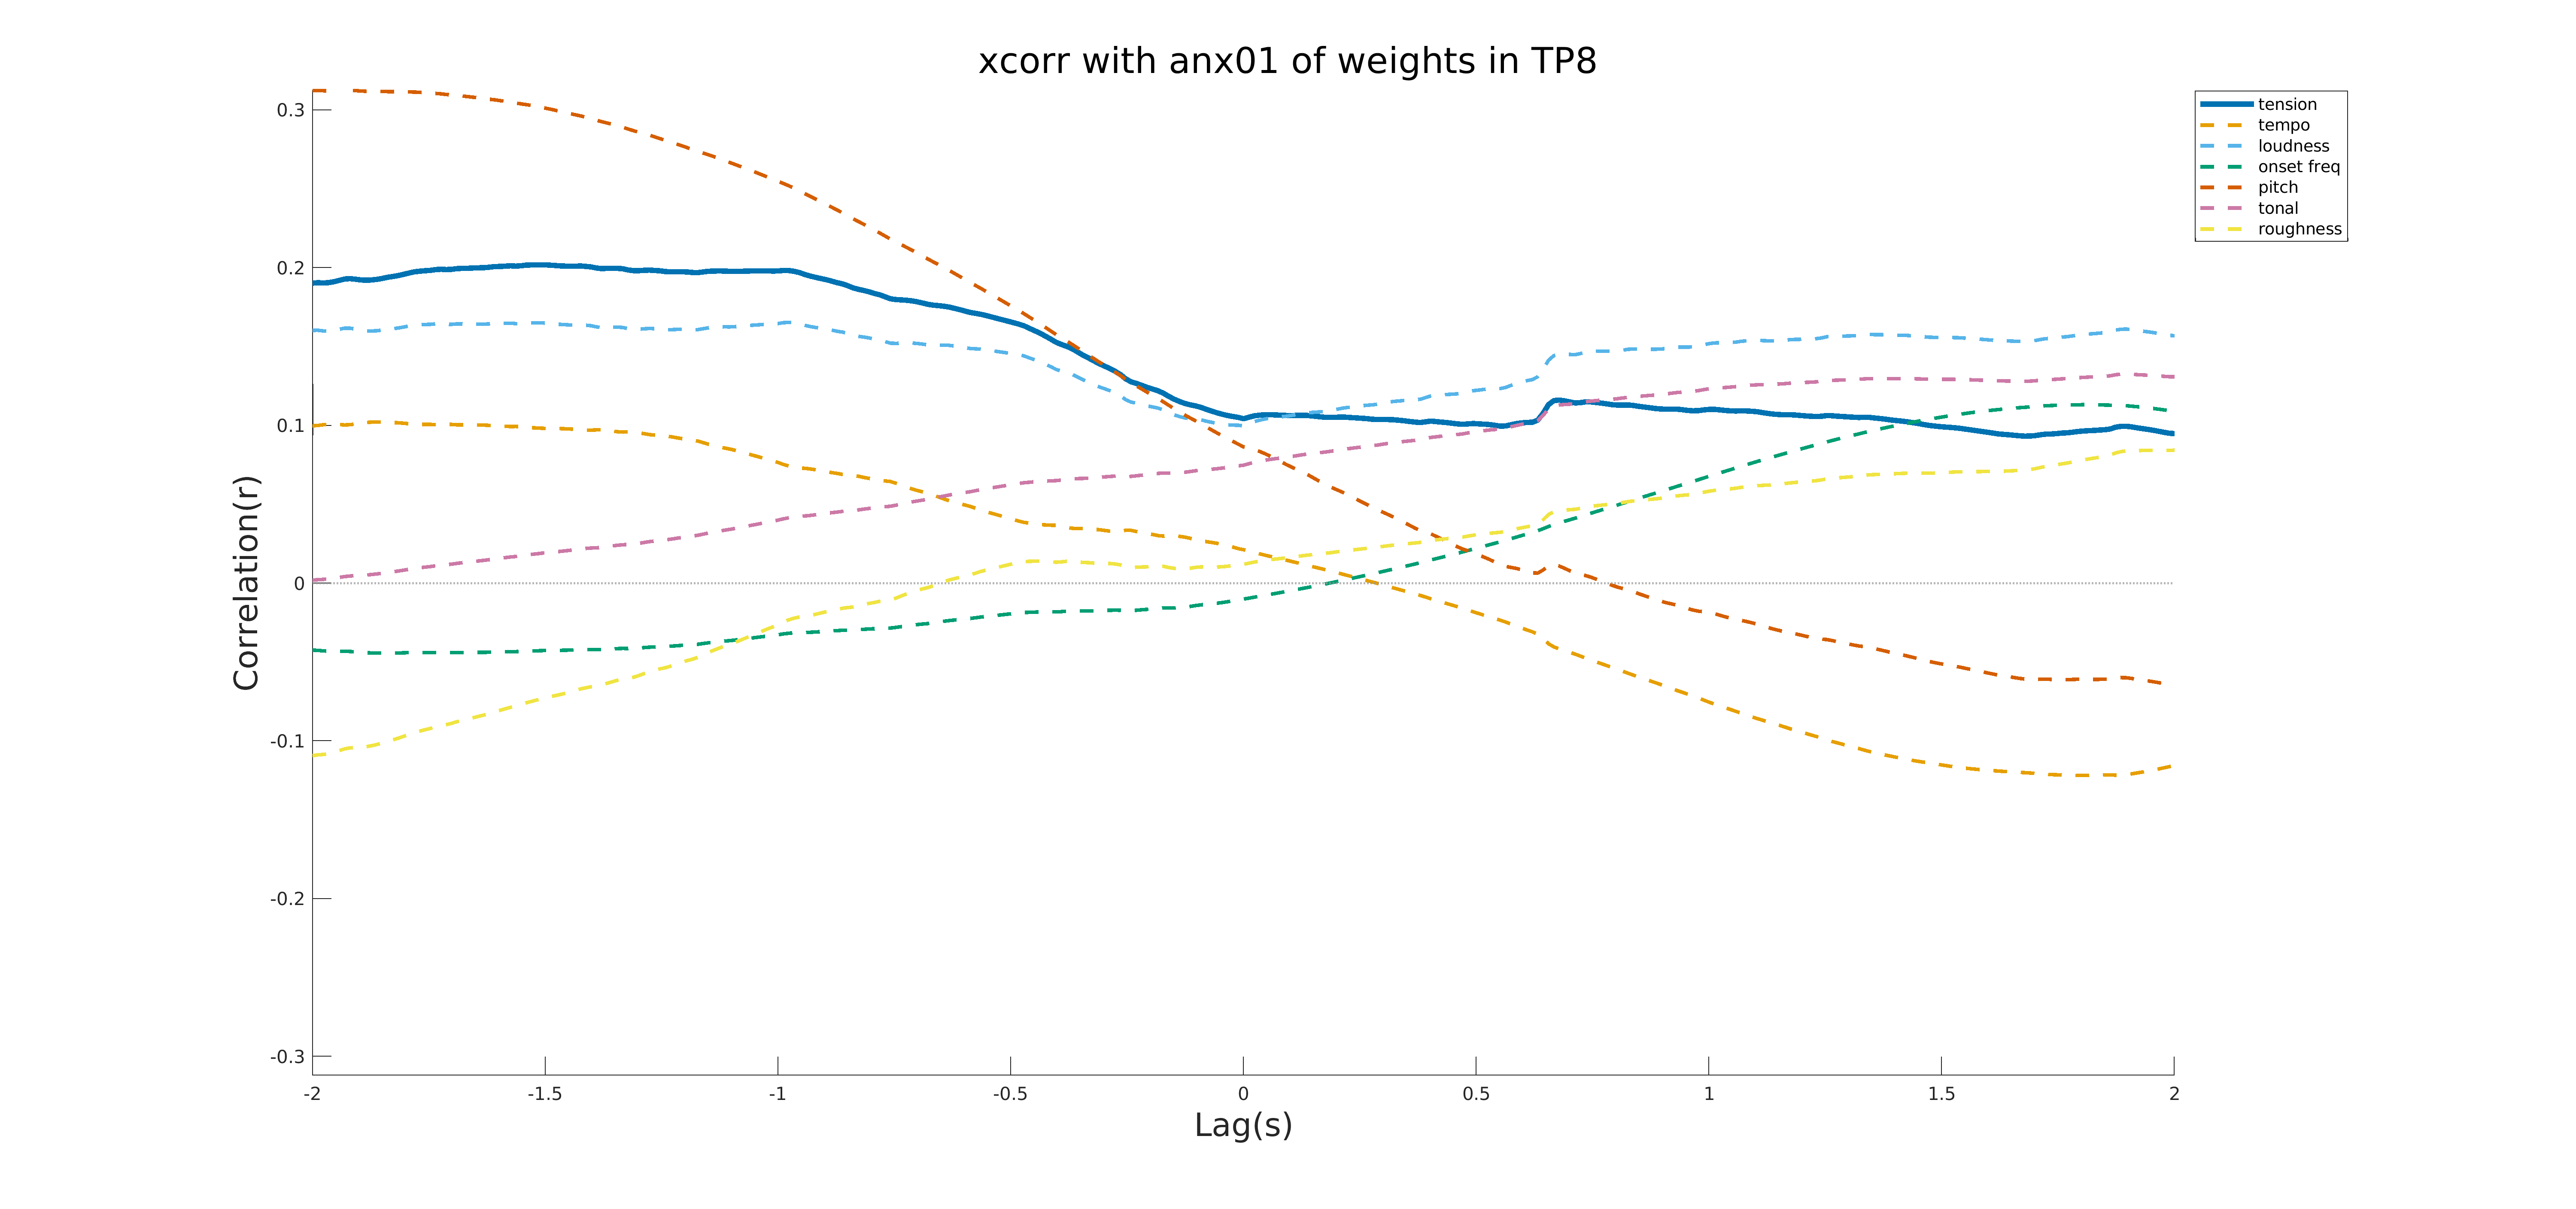 xcorr with anx01 of weights in TP8
tension
tempo
loudness
onset freq
pitch
tonal
roughness
0.3
0.2
0.1
0
-0.1
-0.2
-0.3
Correlation(r)
-2 -1.5 -1 -0.5 0 0.5 1 1.5 2
Lag(s)